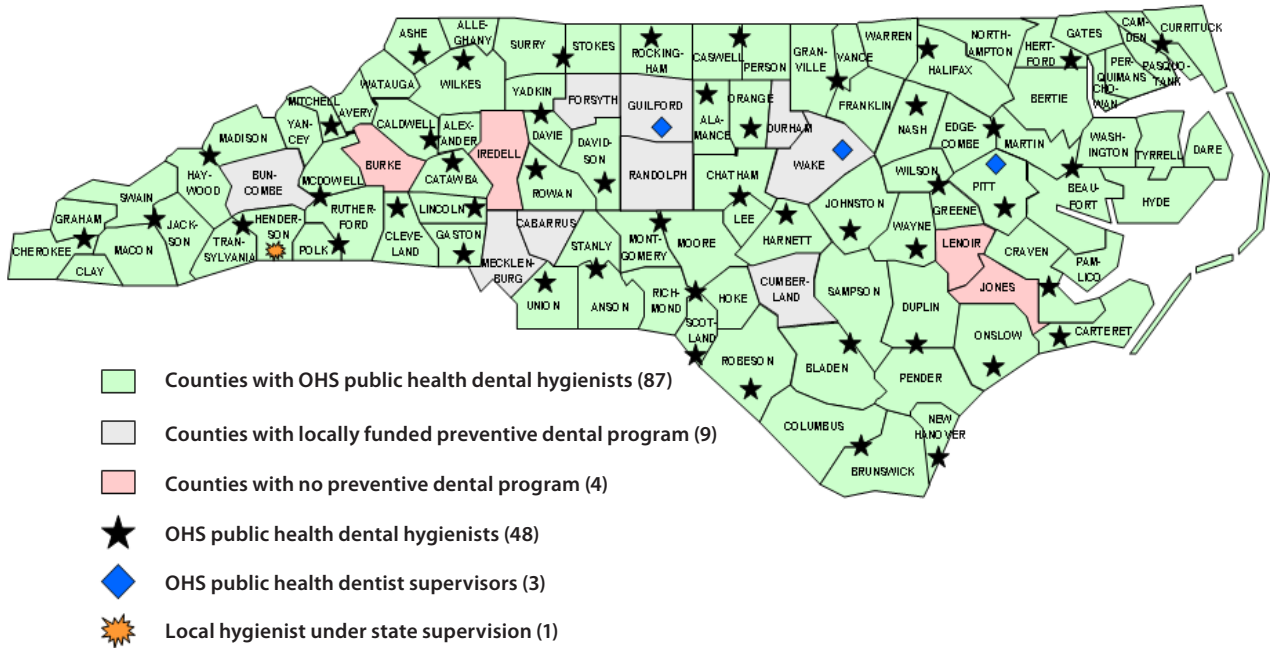 ASHE
ALLE-
GHANY
SURRY
STOKES
ROCKING-
HAM
CASWELL
PERSON
GRAN-
VILLE
VANCE
WARREN
NORTH-
AMPTON
HALIFAX
HERT-
FORD
GATES
CAM-
DEN
CURRITUCK
PASQUO-
TANK
PER-
QUIMANS
CHO-
WAN
BERTIE
WATAUGA
WILKES
YADKIN
FORSYTH
GUILFORD
ALA-
MANCE
ORANGE
DURHAM
FRANKLIN
NASH
EDGE-
COMBE
MARTIN
WASH-
INGTON
TYRRELL
DARE
MITCHELL
AVERY
YAN-
CEY
CALDWELL
ALEX-
ANDER
IREDELL
DAVIE
DAVID-
SON
RANDOLPH
CHATHAM
WAKE
WILSON
PITT
BEAU-
FORT
HYDE
MADISON
BUN-
COMBE
MCDOWELL
BURKE
CATAWBA
ROWAN
HAY-
WOOD
SWAIN
GRAHAM
CHEROKEE
CLAY
MACON
JACK-
SON
TRAN-
SYLVANIA
HENDER-
SON
POLK
RUTHER-
FORD
CLEVE-
LAND
LINCOLN
GASTON
MECKLEN-
BURG
CABARRUS
STANLY
MONT-
GOMERY
MOORE
LEE
HARNETT
JOHNSTON
WAYNE
GREENE
LENOIR
CRAVEN
PAM-
LICO
JONES
CARTERET
ONSLOW
DUPLIN
SAMPSON
CUMBER-
LAND
HOKE
RICH-
MOND
SCOT-
LAND
ANSON
UNION
ROBESON
BLADEN
PENDER
COLUMBUS
NEW
HANOVER
BRUNSWICK
Counties with OHS public health dental hygienists (87)
Counties with locally funded preventive dental program (9)
Counties with no preventive dental program (4)
OHS public health dental hygienists (48)
OHS public health dentist supervisors (3)
Local hygienist under state supervision (1)